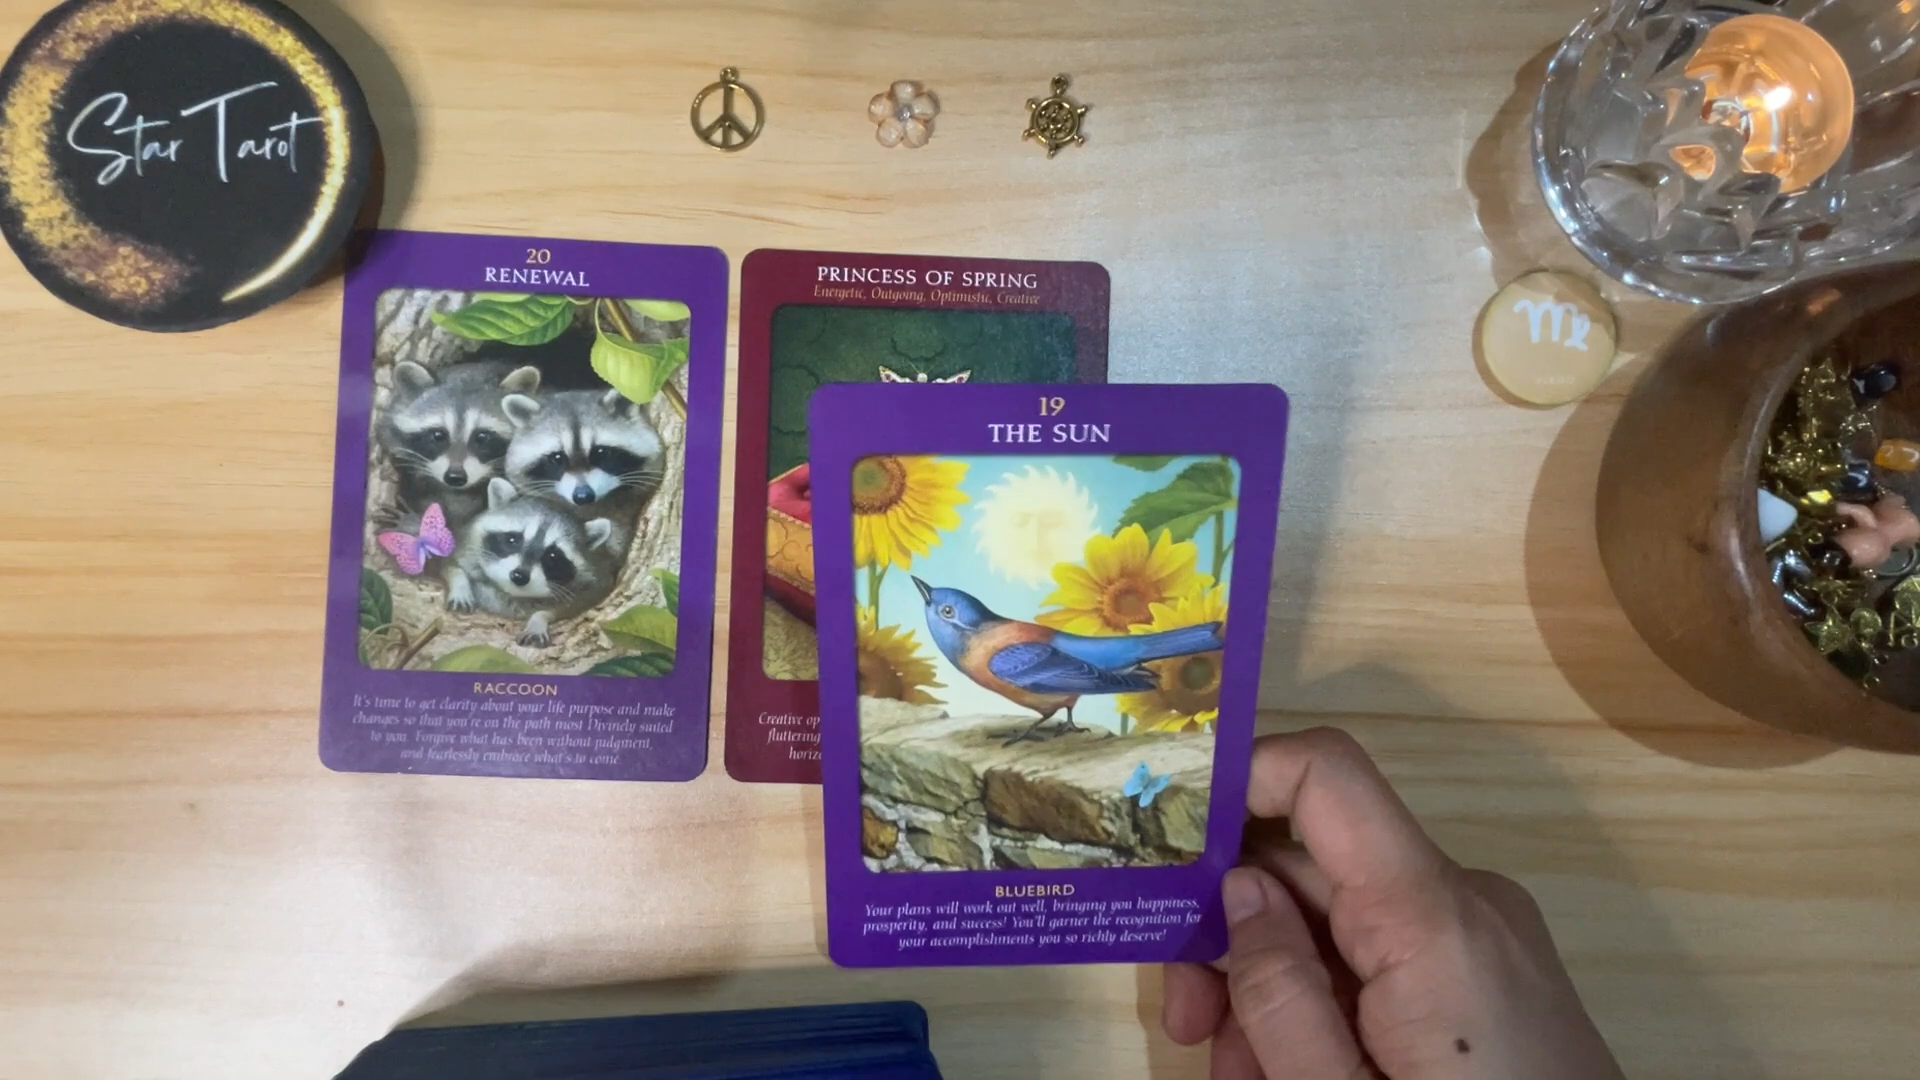 Star Tarot
20
RENEWAL
RACCOON
It's time to get clarity about your life purpose and make
changes so that you're on the path most Divinely suited
to you. Forgive what has been without judgment,
and fearlessly embrace what's to come.
PRINCESS OF SPRING
Energetic, Outgoing, Optimistic, Creative
Creative op
fluttering
horiz
19
THE SUN
BLUEBIRD
Your plans will work out well, bringing you happiness,
prosperity, and success! You'll garner the recognition for
your accomplishments you so richly deserve!